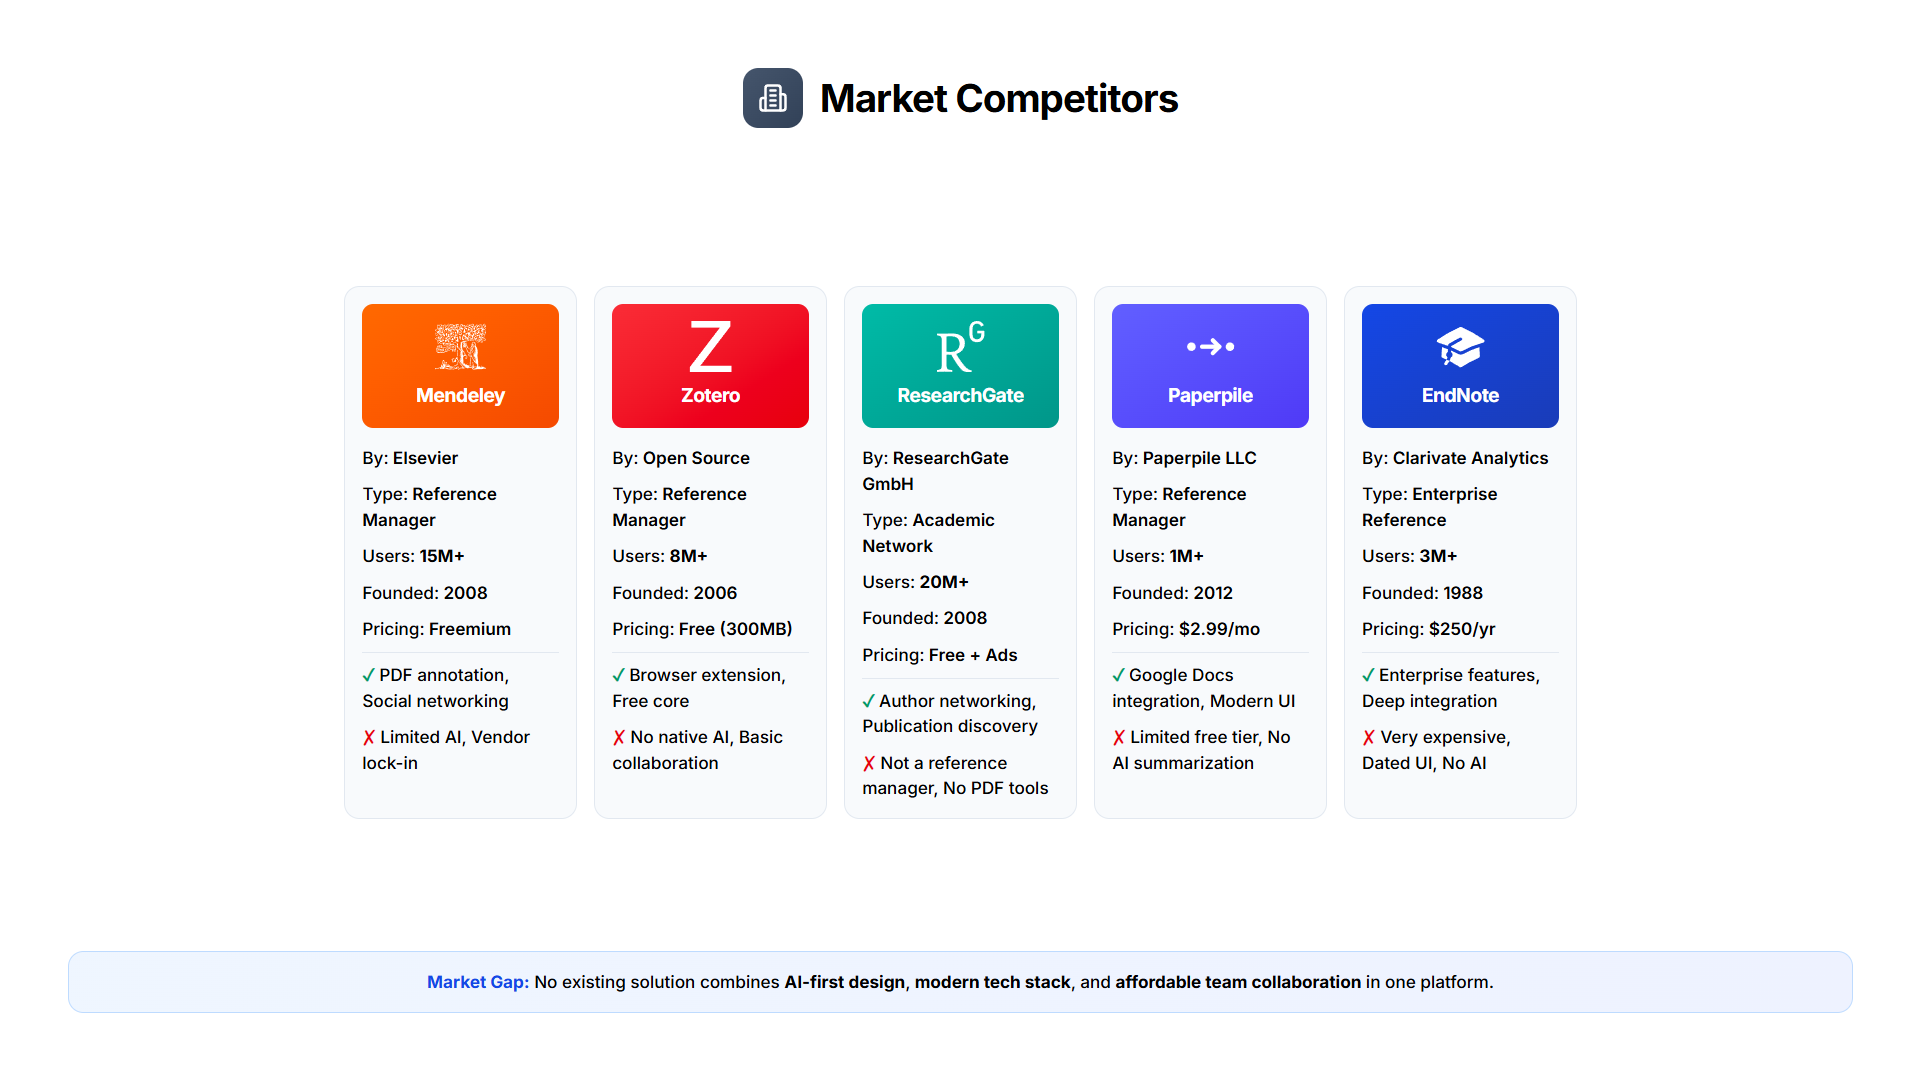 Market Competitors
Mendeley
By: Elsevier
Type: Reference
Manager
Users: 15M+
Founded: 2008
Pricing: Freemium
✓ PDF annotation,
Social networking
✗ Limited AI, Vendor
lock-in
Z
Zotero
By: Open Source
Type: Reference
Manager
Users: 8M+
Founded: 2006
Pricing: Free (300MB)
✓ Browser extension,
Free core
✗ No native AI, Basic
collaboration
RG
ResearchGate
By: ResearchGate
GmbH
Type: Academic
Network
Users: 20M+
Founded: 2008
Pricing: Free + Ads
✓ Author networking,
Publication discovery
✗ Not a reference
manager, No PDF tools
Paperpile
By: Paperpile LLC
Type: Reference
Manager
Users: 1M+
Founded: 2012
Pricing: $2.99/mo
✓ Google Docs
integration, Modern UI
✗ Limited free tier, No
AI summarization
EndNote
By: Clarivate Analytics
Type: Enterprise
Reference
Users: 3M+
Founded: 1988
Pricing: $250/yr
✓ Enterprise features,
Deep integration
✗ Very expensive,
Dated UI, No AI
Market Gap: No existing solution combines AI-first design, modern tech stack, and affordable team collaboration in one platform.